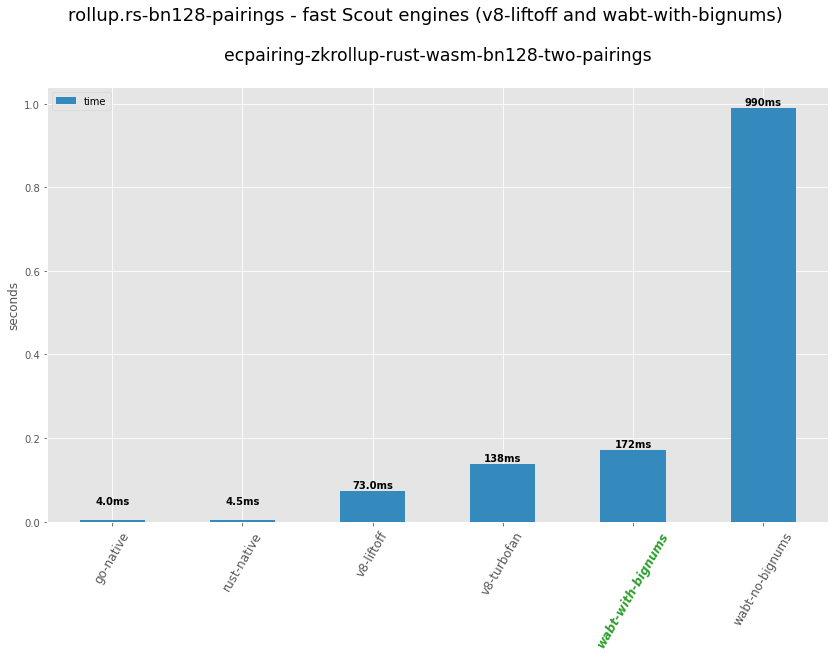 rollup.rs-bn128-pairings - fast Scout engines (v8-liftoff and wabt-with-bignums)
ecpairing-zkrollup-rust-wasm-bn128-two-pairings
time
seconds
1.0
0.8
0.6
0.4
0.2
0.0
4.0ms
4.5ms
73.0ms
138ms
172ms
990ms
go-native
rust-native
v8-liftoff
v8-turbofan
wabt-with-bignums
wabt-no-bignums